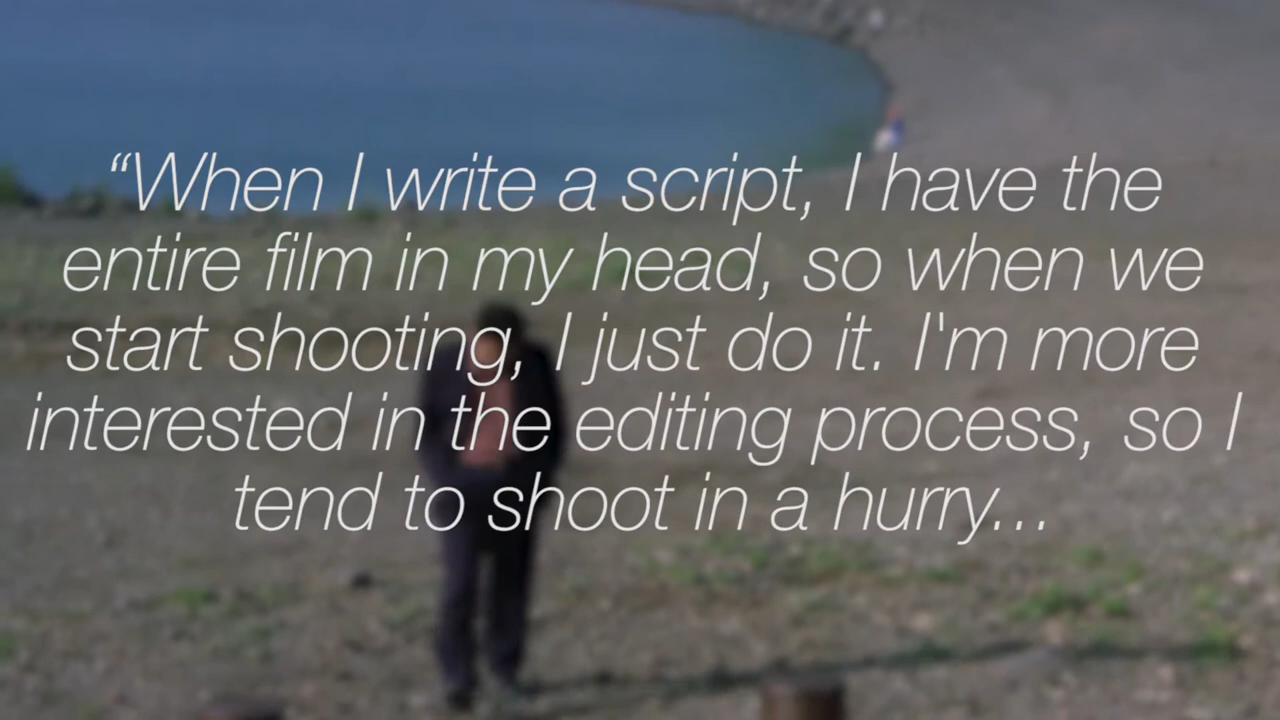 “When I write a script, I have the
entire film in my head, so when we
start shooting, I just do it. I'm more
interested in the editing process, so I
tend to shoot in a hurry...